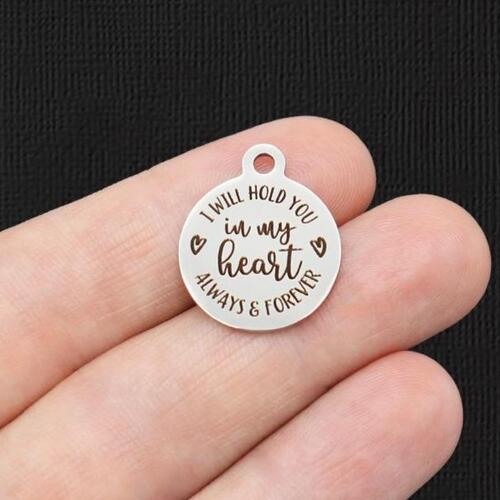 I WILL HOLD YOU
in my
heart
ALWAYS & FOREVER